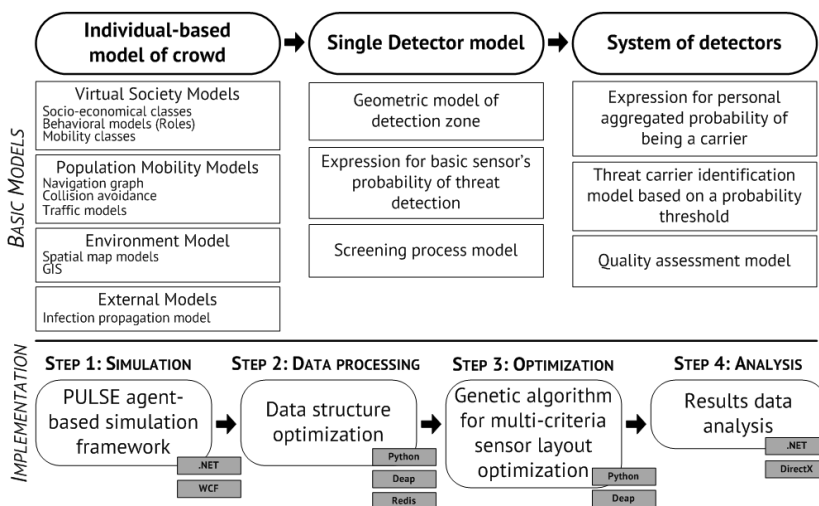 Individual-based
model of crowd
Single Detector model
System of detectors
BASIC MODELS
Virtual Society Models
Socio-economical classes
Behavioral models (Roles)
Mobility classes
Population Mobility Models
Navigation graph
Collision avoidance
Traffic models
Environment Model
Spatial map models
GIS
External Models
Infection propagation model
Geometric model of
detection zone
Expression for basic sensor's
probability of threat
detection
Screening process model
Expression for personal
aggregated probability of
being a carrier
Threat carrier identification
model based on a probability
threshold
Quality assessment model
IMPLEMENTATION
STEP 1: SIMULATION
PULSE agent-
based simulation
framework
.NET
WCF
STEP 2: DATA PROCESSING
Data structure
optimization
Python
Deap
Redis
STEP 3: OPTIMIZATION
Genetic algorithm
for multi-criteria
sensor layout
optimization
Python
Deap
STEP 4: ANALYSIS
Results data
analysis
.NET
DirectX